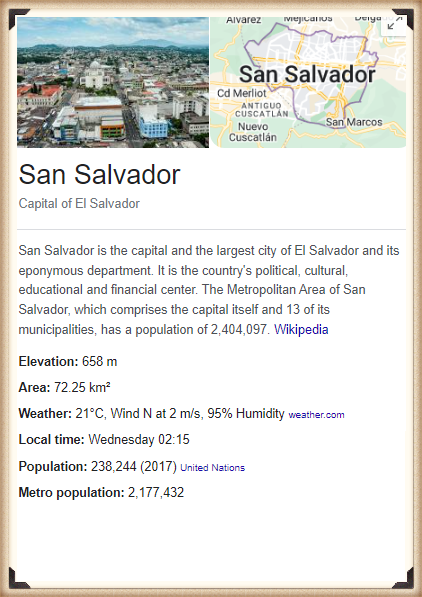 Alvarez
Mejicanos
Delga
San Salvador
Cd Merliot
ANTIGUO
CUSCATLÁN
Nuevo
Cuscatlán
San Marcos
San Salvador
Capital of El Salvador
San Salvador is the capital and the largest city of El Salvador and its
eponymous department. It is the country's political, cultural,
educational and financial center. The Metropolitan Area of San
Salvador, which comprises the capital itself and 13 of its
municipalities, has a population of 2,404,097. Wikipedia
Elevation: 658 m
Area: 72.25 km²
Weather: 21°C, Wind N at 2 m/s, 95% Humidity weather.com
Local time: Wednesday 02:15
Population: 238,244 (2017) United Nations
Metro population: 2,177,432